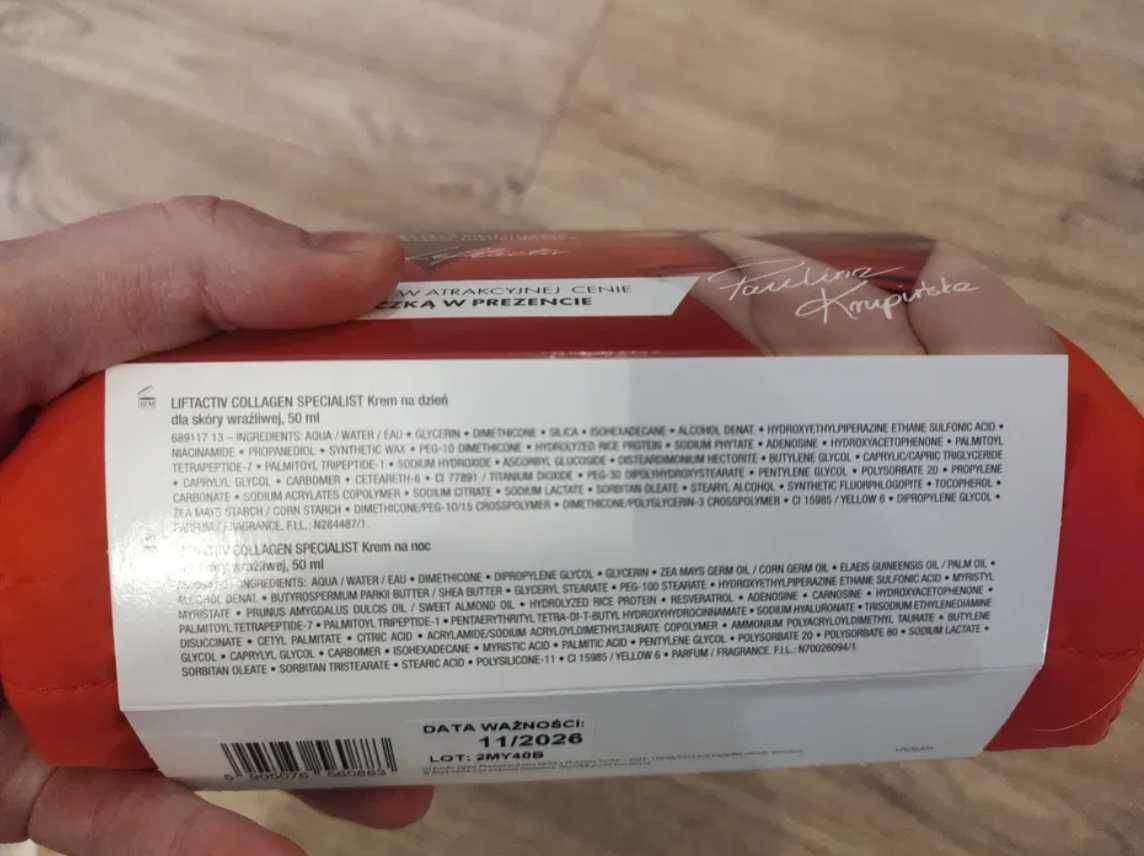 W ATRAKCYJNEJ CENIE
W PREZENCIE
Paulina
Krupińska
LIFTACTIV COLLAGEN SPECIALIST Krem na dzień
dla skóry wrażliwej, 50 ml
689117 13 – INGREDIENTS: AQUA / WATER / EAU • GLYCERIN • DIMETHICONE • SILICA • ISOHEXADECANE • ALCOHOL DENAT • HYDROXYETHYLPIPERAZINE ETHANE SULFONIC ACID •
NIACINAMIDE • PROPANEDIOL • SYNTHETIC WAX • PEG-10 DIMETHICONE • HYDROLYZED RICE PROTEIN • SODIUM PHYTATE • ADENOSINE • HYDROXYACETOPHENONE • PALMITOYL
TETRAPEPTIDE-7 • PALMITOYL TRIPEPTIDE-1 • SODIUM HYDROXIDE • ASCORBYL GLUCOSIDE • DISTEARDIMONIUM HECTORITE • BUTYLENE GLYCOL • CAPRYLIC/CAPRIC TRIGLYCERIDE
• CAPRYLYL GLYCOL • CARBOMER • CETEARETH-6 • CI 77891 / TITANIUM DIOXIDE • PEG-30 DIPOLYHYDROXYSTEARATE • PENTYLENE GLYCOL • POLYSORBATE 20 • PROPYLENE
CARBONATE • SODIUM ACRYLATES COPOLYMER • SODIUM CITRATE • SODIUM LACTATE • SORBITAN OLEATE • STEARYL ALCOHOL • SYNTHETIC FLUORPHLOGOPITE • TOCOPHEROL •
ZEA MAYS STARCH / CORN STARCH • DIMETHICONE/PEG-10/15 CROSSPOLYMER • DIMETHICONE/POLYGLYCERIN-3 CROSSPOLYMER • CI 15985 / YELLOW 6 • DIPROPYLENE GLYCOL •
PARFUM / FRAGRANCE. F.I.L.: N284487/1.
COLLAGEN SPECIALIST Krem na noc
wrażliwej, 50 ml
INGREDIENTS: AQUA / WATER / EAU • DIMETHICONE • DIPROPYLENE GLYCOL • GLYCERIN • ZEA MAYS GERM OIL / CORN GERM OIL • ELAEIS GUINEENSIS OIL / PALM OIL •
ALCOHOL DENAT. • BUTYROSPERMUM PARKII BUTTER / SHEA BUTTER • GLYCERYL STEARATE • PEG-100 STEARATE • HYDROXYETHYLPIPERAZINE ETHANE SULFONIC ACID • MYRISTYL
MYRISTATE • PRUNUS AMYGDALUS DULCIS OIL / SWEET ALMOND OIL • HYDROLYZED RICE PROTEIN • RESVERATROL • ADENOSINE • CARNOSINE • HYDROXYACETOPHENONE •
PALMITOYL TETRAPEPTIDE-7 • PALMITOYL TRIPEPTIDE-1 • PENTAERYTHRITYL TETRA-DI-T-BUTYL HYDROXYHYDROCINNAMATE • SODIUM HYALURONATE • TRISODIUM ETHYLENEDIAMINE
DISUCCINATE • CETYL PALMITATE • CITRIC ACID • ACRYLAMIDE/SODIUM ACRYLOYLDIMETHYLTAURATE COPOLYMER • AMMONIUM POLYACRYLOYLDIMETHYL TAURATE • BUTYLENE
GLYCOL • CAPRYLYL GLYCOL • CARBOMER • ISOHEXADECANE • MYRISTIC ACID • PALMITIC ACID • PENTYLENE GLYCOL • POLYSORBATE 20 • POLYSORBATE 80 • SODIUM LACTATE •
SORBITAN OLEATE • SORBITAN TRISTEARATE • STEARIC ACID • POLYSILICONE-11 • CI 15985 / YELLOW 6 • PARFUM / FRAGRANCE. F.I.L.: N70026094/1.
DATA WAŻNOŚCI:
11/2026
LOT: 2MY40B